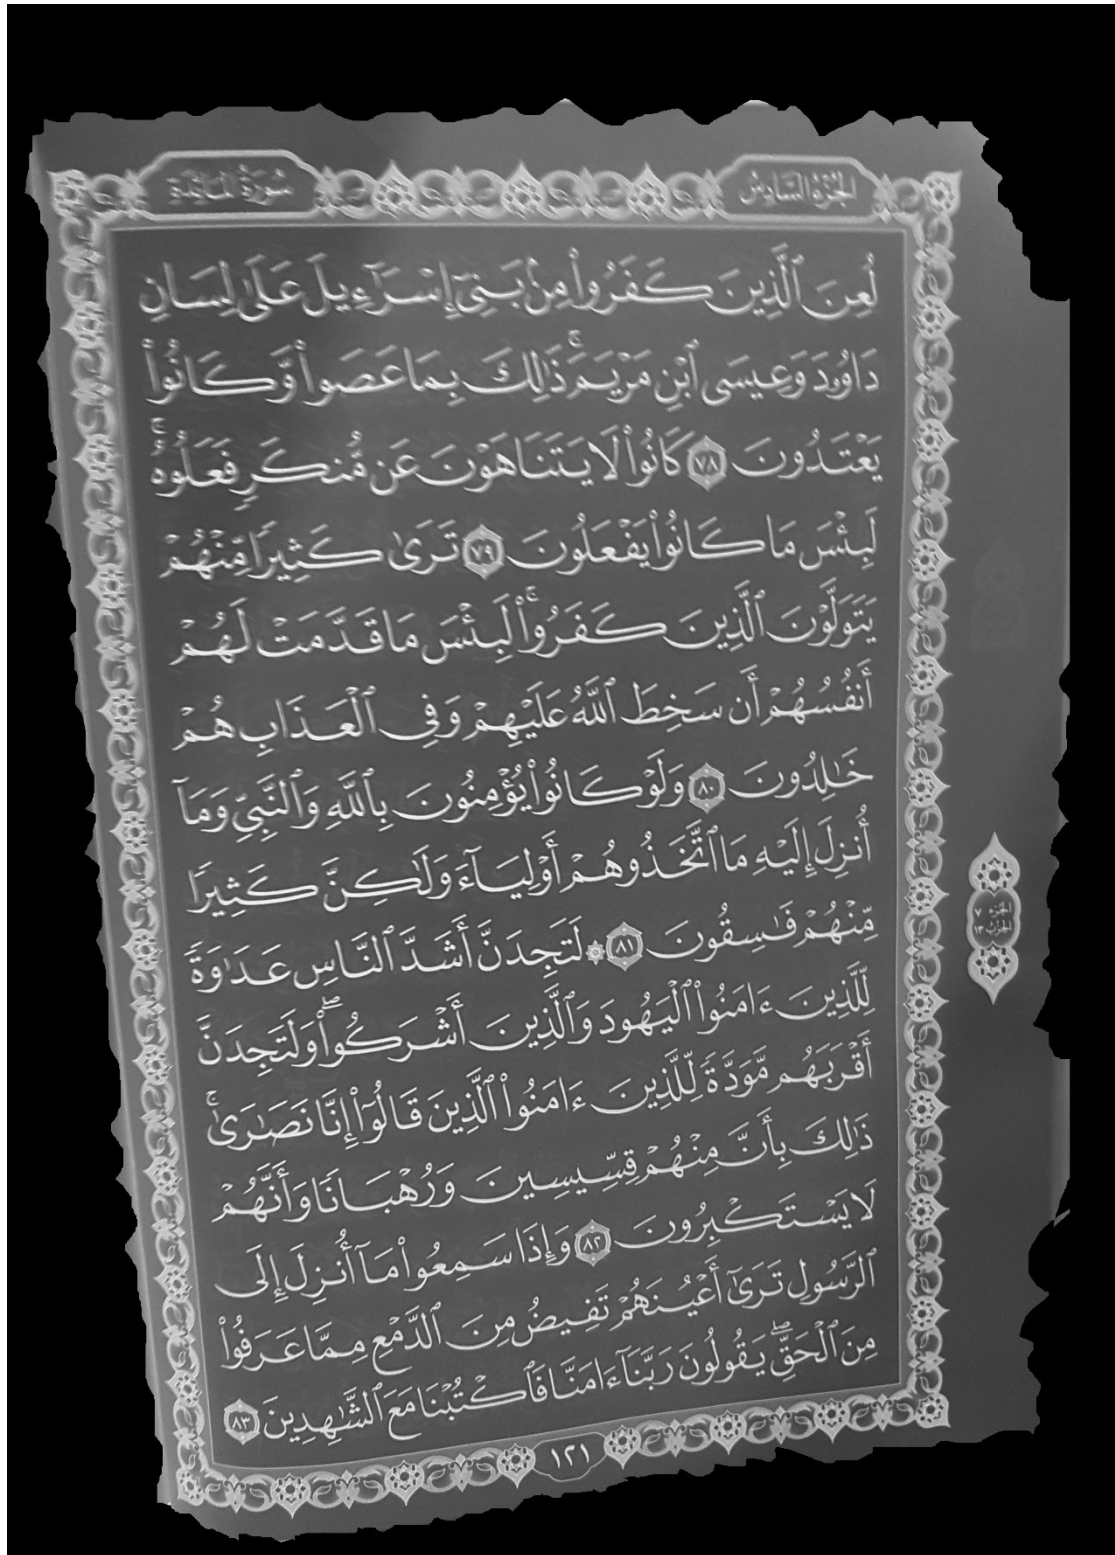 الجزء السادس
سورة المائدة
لُعِنَ ٱلَّذِينَ كَفَرُوا۟ مِنۢ بَنِىٓ إِسْرَٰٓءِيلَ عَلَىٰ لِسَانِ
دَاوُۥدَ وَعِيسَى ٱبْنِ مَرْيَمَ ۚ ذَٰلِكَ بِمَا عَصَوا۟ وَّكَانُوا۟
يَعْتَدُونَ ٧٨ كَانُوا۟ لَا يَتَنَاهَوْنَ عَن مُّنكَرٍ فَعَلُوهُ ۚ
لَبِئْسَ مَا كَانُوا۟ يَفْعَلُونَ ٧٩ تَرَىٰ كَثِيرًا مِّنْهُمْ
يَتَوَلَّوْنَ ٱلَّذِينَ كَفَرُوا۟ ۚ لَبِئْسَ مَا قَدَّمَتْ لَهُمْ
أَنفُسُهُمْ أَن سَخِطَ ٱللَّهُ عَلَيْهِمْ وَفِى ٱلْعَذَابِ هُمْ
خَٰلِدُونَ ٨٠ وَلَوْ كَانُوا۟ يُؤْمِنُونَ بِٱللَّهِ وَٱلنَّبِىِّ وَمَآ
أُنزِلَ إِلَيْهِ مَا ٱتَّخَذُوهُمْ أَوْلِيَآءَ وَلَٰكِنَّ كَثِيرًا
مِّنْهُمْ فَٰسِقُونَ ٨١ ۞ لَتَجِدَنَّ أَشَدَّ ٱلنَّاسِ عَدَٰوَةً
لِّلَّذِينَ ءَامَنُوا۟ ٱلْيَهُودَ وَٱلَّذِينَ أَشْرَكُوا۟ ۖ وَلَتَجِدَنَّ
أَقْرَبَهُم مَّوَدَّةً لِّلَّذِينَ ءَامَنُوا۟ ٱلَّذِينَ قَالُوٓا۟ إِنَّا نَصَٰرَىٰ ۚ
ذَٰلِكَ بِأَنَّ مِنْهُمْ قِسِّيسِينَ وَرُهْبَانًا وَأَنَّهُمْ
لَا يَسْتَكْبِرُونَ ٨٢ وَإِذَا سَمِعُوا۟ مَآ أُنزِلَ إِلَى
ٱلرَّسُولِ تَرَىٰٓ أَعْيُنَهُمْ تَفِيضُ مِنَ ٱلدَّمْعِ مِمَّا عَرَفُوا۟
مِنَ ٱلْحَقِّ ۖ يَقُولُونَ رَبَّنَآ ءَامَنَّا فَٱكْتُبْنَا مَعَ ٱلشَّٰهِدِينَ ٨٣
الجزء ٧
الحزب ١٣
١٢١